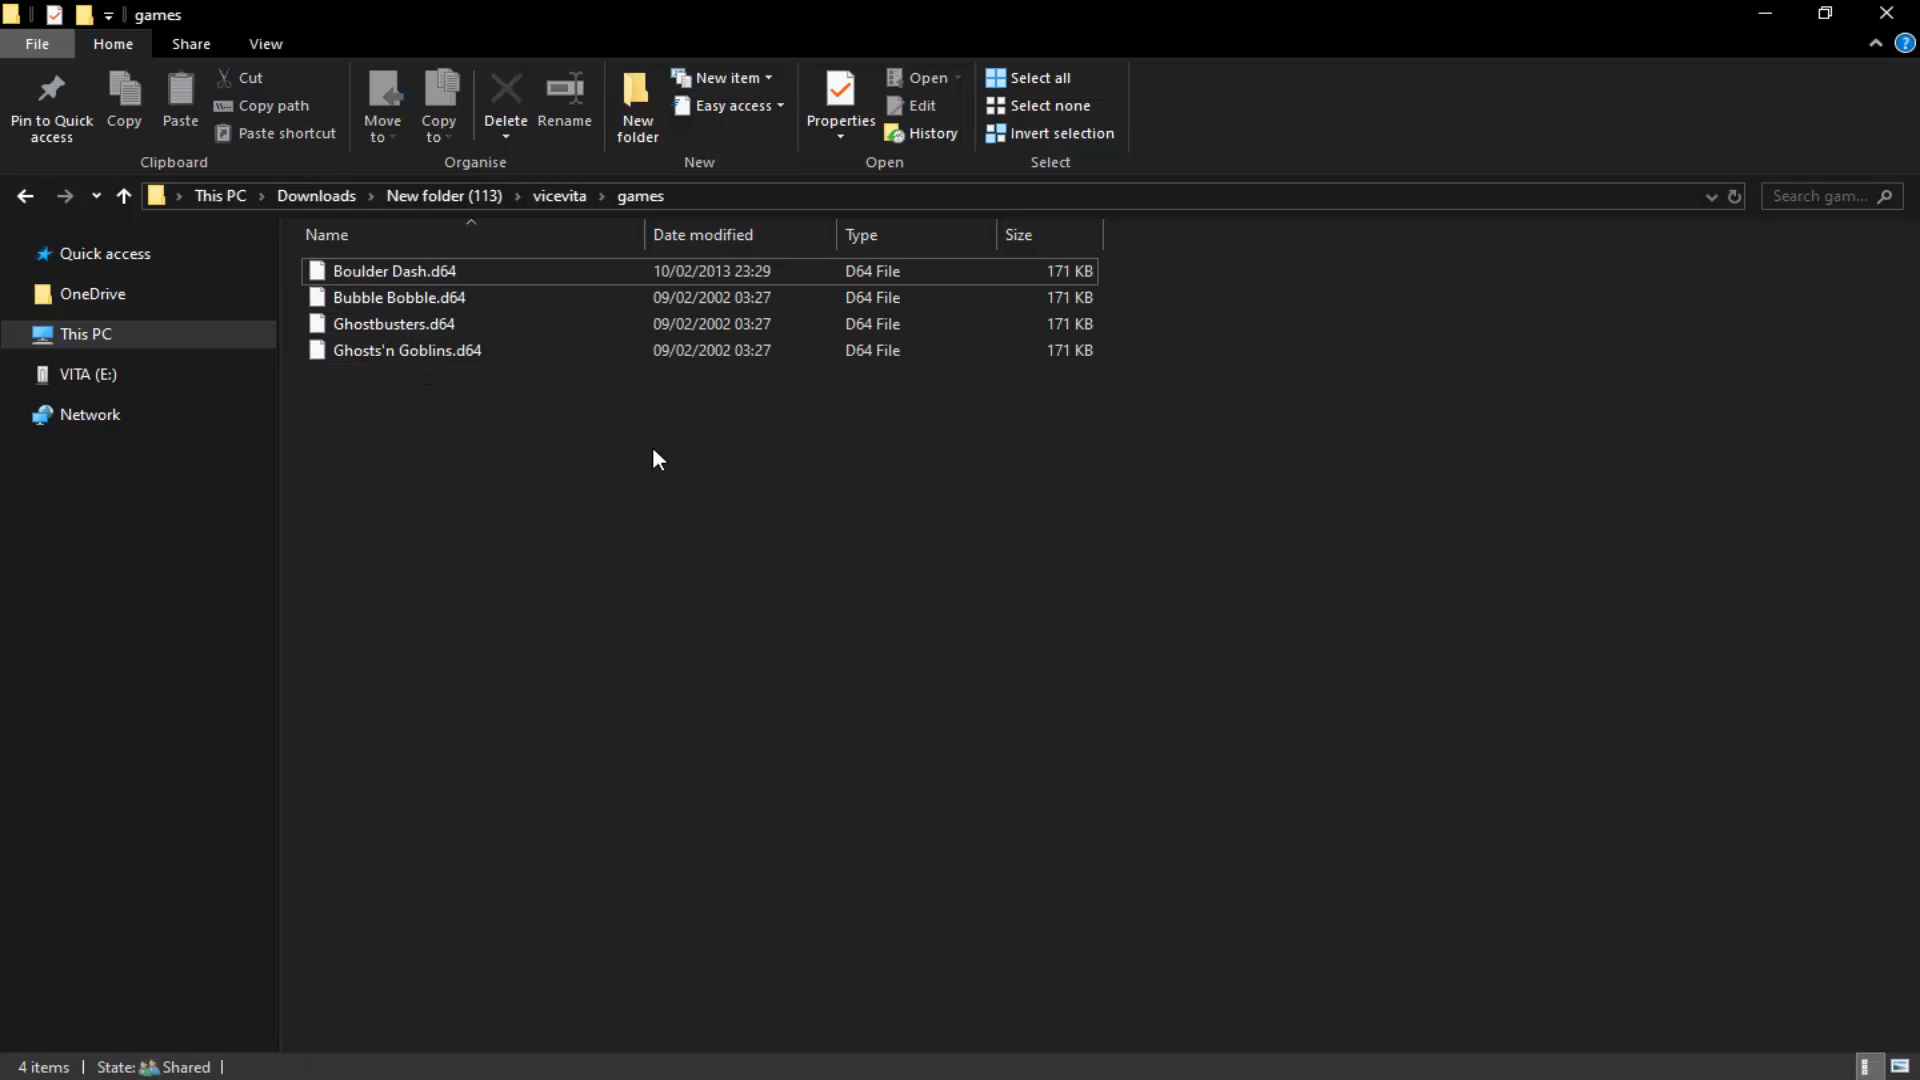 games
File Home Share View
Pin to Quick access
Copy
Paste
Cut
Copy path
Paste shortcut
Clipboard
Move to
Copy to
Delete
Rename
Organise
New folder
New item
Easy access
New
Properties
Open
Edit
History
Open
Select all
Select none
Invert selection
Select
This PC > Downloads > New folder (113) > vicevita > games
Search gam...
Quick access
OneDrive
This PC
VITA (E:)
Network
Name Date modified Type Size
Boulder Dash.d64 10/02/2013 23:29 D64 File 171 KB
Bubble Bobble.d64 09/02/2002 03:27 D64 File 171 KB
Ghostbusters.d64 09/02/2002 03:27 D64 File 171 KB
Ghosts'n Goblins.d64 09/02/2002 03:27 D64 File 171 KB
4 items | State: Shared |